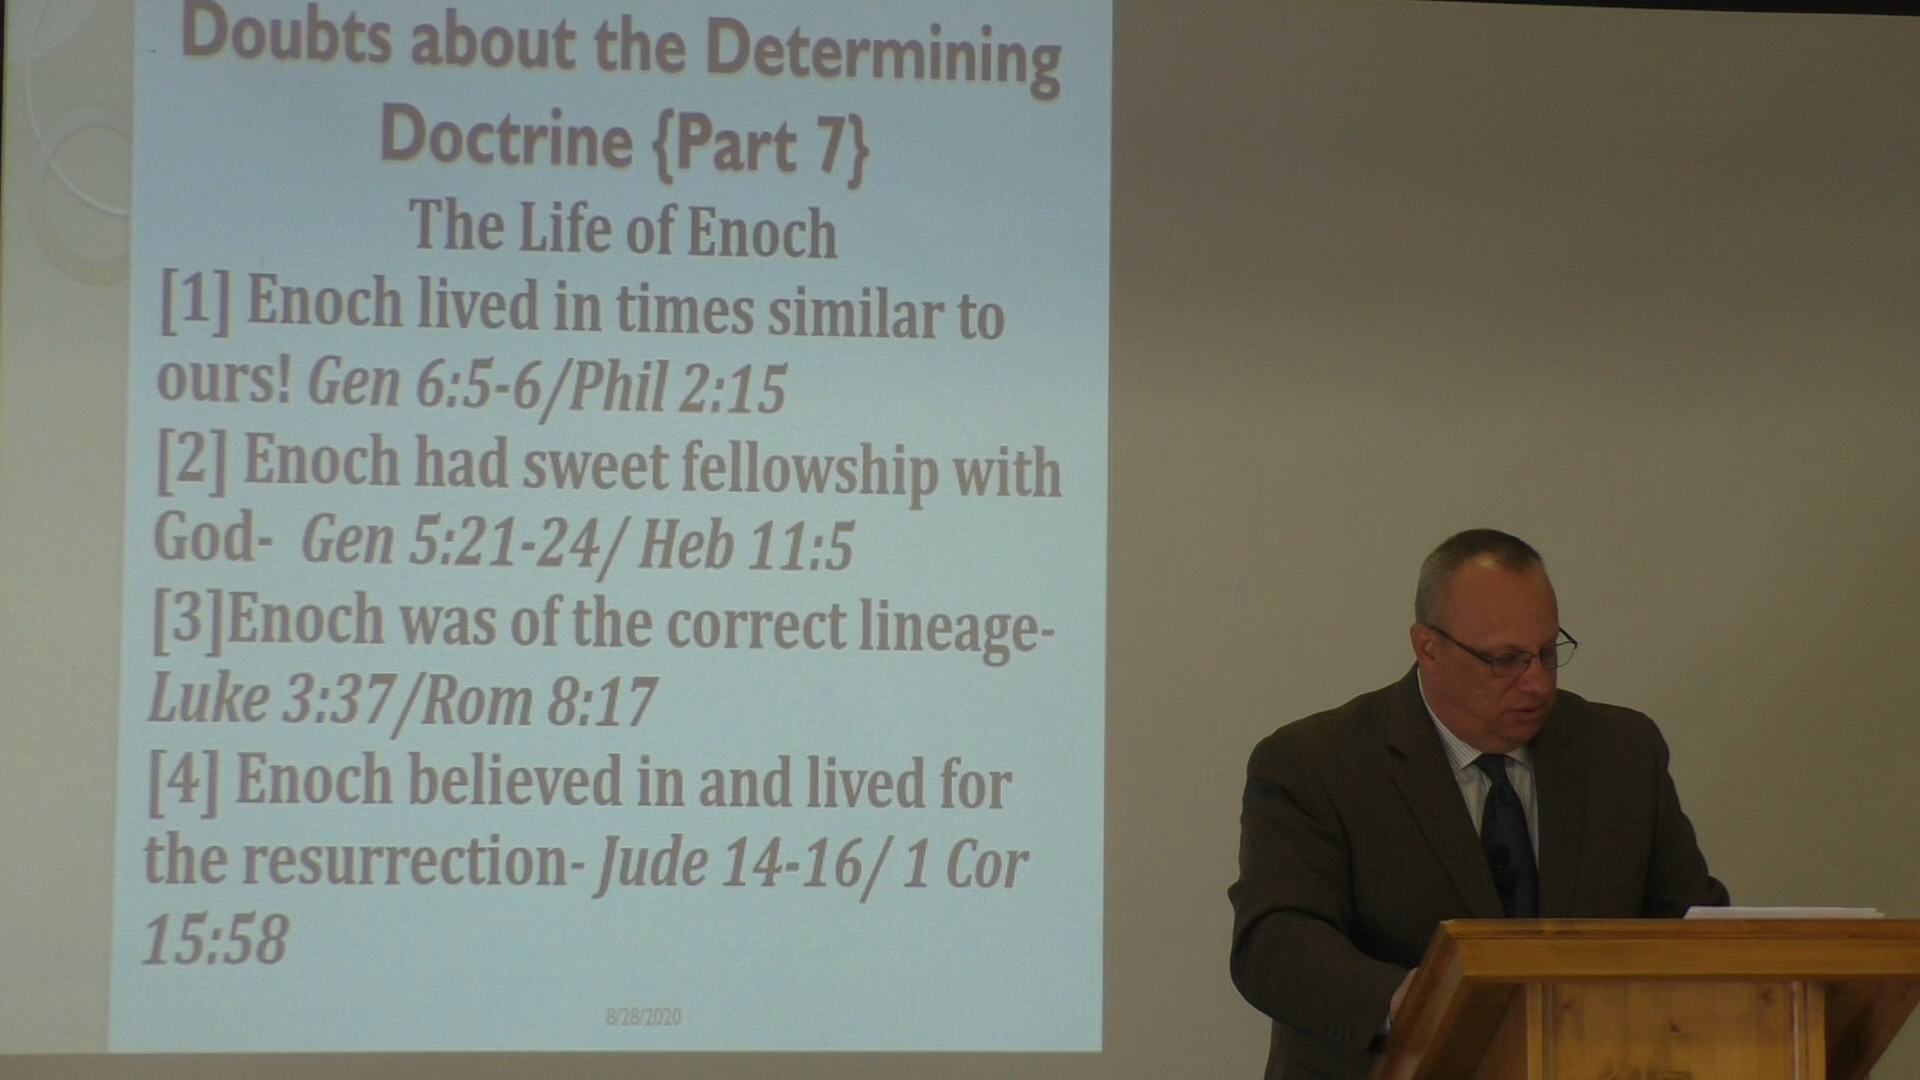 Doubts about the Determining
Doctrine {Part 7}
The Life of Enoch
[1] Enoch lived in times similar to
ours! Gen 6:5-6/Phil 2:15
[2] Enoch had sweet fellowship with
God- Gen 5:21-24/ Heb 11:5
[3]Enoch was of the correct lineage-
Luke 3:37/Rom 8:17
[4] Enoch believed in and lived for
the resurrection- Jude 14-16/ 1 Cor
15:58
8/28/2020